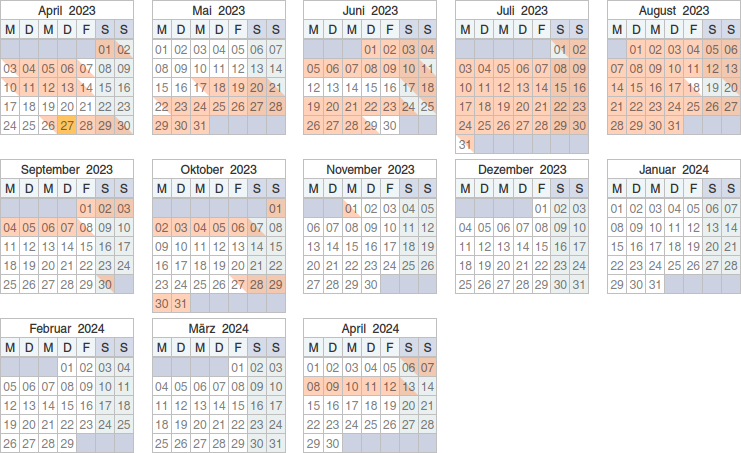 April 2023
M D M D F S S
01 02
03 04 05 06 07 08 09
10 11 12 13 14 15 16
17 18 19 20 21 22 23
24 25 26 27 28 29 30
Mai 2023
M D M D F S S
01 02 03 04 05 06 07
08 09 10 11 12 13 14
15 16 17 18 19 20 21
22 23 24 25 26 27 28
29 30 31
Juni 2023
M D M D F S S
01 02 03 04
05 06 07 08 09 10 11
12 13 14 15 16 17 18
19 20 21 22 23 24 25
26 27 28 29 30
Juli 2023
M D M D F S S
01 02
03 04 05 06 07 08 09
10 11 12 13 14 15 16
17 18 19 20 21 22 23
24 25 26 27 28 29 30
31
August 2023
M D M D F S S
01 02 03 04 05 06
07 08 09 10 11 12 13
14 15 16 17 18 19 20
21 22 23 24 25 26 27
28 29 30 31
September 2023
M D M D F S S
01 02 03
04 05 06 07 08 09 10
11 12 13 14 15 16 17
18 19 20 21 22 23 24
25 26 27 28 29 30
Oktober 2023
M D M D F S S
01
02 03 04 05 06 07 08
09 10 11 12 13 14 15
16 17 18 19 20 21 22
23 24 25 26 27 28 29
30 31
November 2023
M D M D F S S
01 02 03 04 05
06 07 08 09 10 11 12
13 14 15 16 17 18 19
20 21 22 23 24 25 26
27 28 29 30
Dezember 2023
M D M D F S S
01 02 03
04 05 06 07 08 09 10
11 12 13 14 15 16 17
18 19 20 21 22 23 24
25 26 27 28 29 30 31
Januar 2024
M D M D F S S
01 02 03 04 05 06 07
08 09 10 11 12 13 14
15 16 17 18 19 20 21
22 23 24 25 26 27 28
29 30 31
Februar 2024
M D M D F S S
01 02 03 04
05 06 07 08 09 10 11
12 13 14 15 16 17 18
19 20 21 22 23 24 25
26 27 28 29
März 2024
M D M D F S S
01 02 03
04 05 06 07 08 09 10
11 12 13 14 15 16 17
18 19 20 21 22 23 24
25 26 27 28 29 30 31
April 2024
M D M D F S S
01 02 03 04 05 06 07
08 09 10 11 12 13 14
15 16 17 18 19 20 21
22 23 24 25 26 27 28
29 30